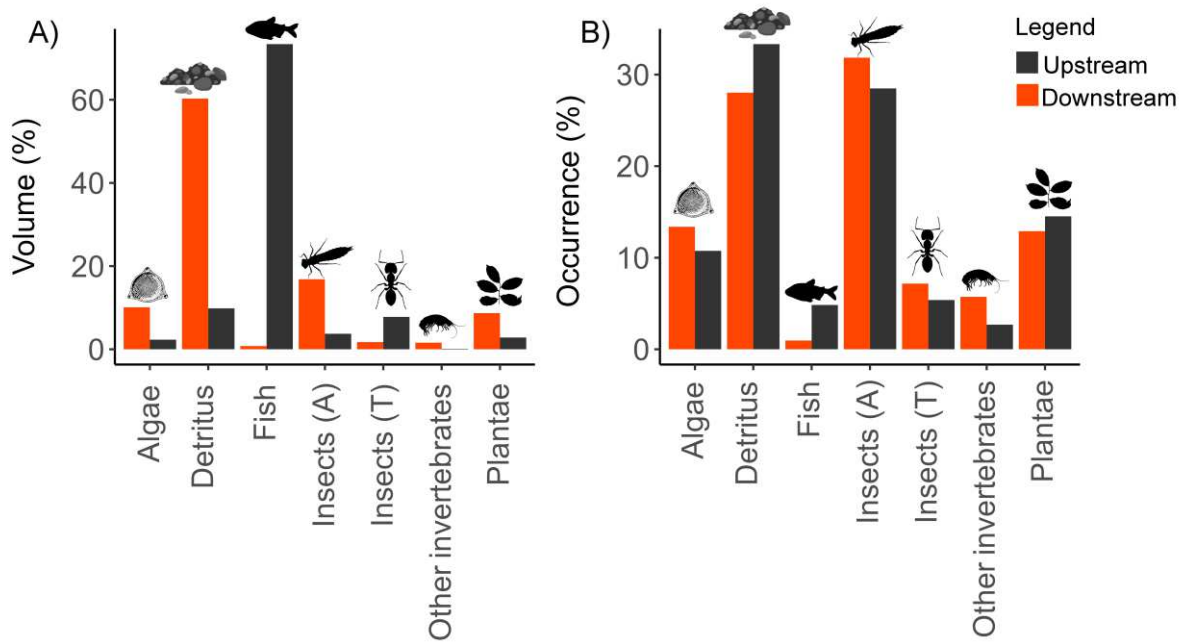 A)
Volume (%)
60
40
20
0
Algae
Detritus
Fish
Insects (A)
Insects (T)
Other invertebrates
Plantae
B)
Occurrence (%)
30
20
10
0
Algae
Detritus
Fish
Insects (A)
Insects (T)
Other invertebrates
Plantae
Legend
Upstream
Downstream